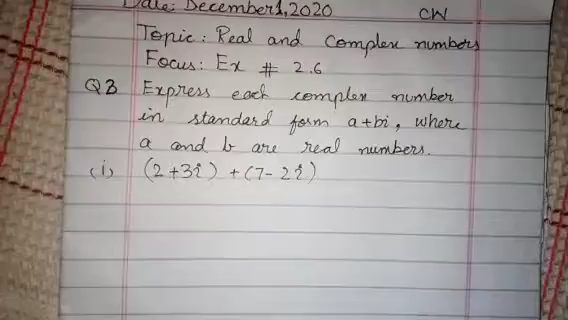 Date: December 1, 2020 CW
Topic: Real and Complex numbers
Focus: Ex # 2.6
Q3 Express each complex number
in standard form a+bi, where
a and b are real numbers.
(i) (2+3i) + (7-2i)